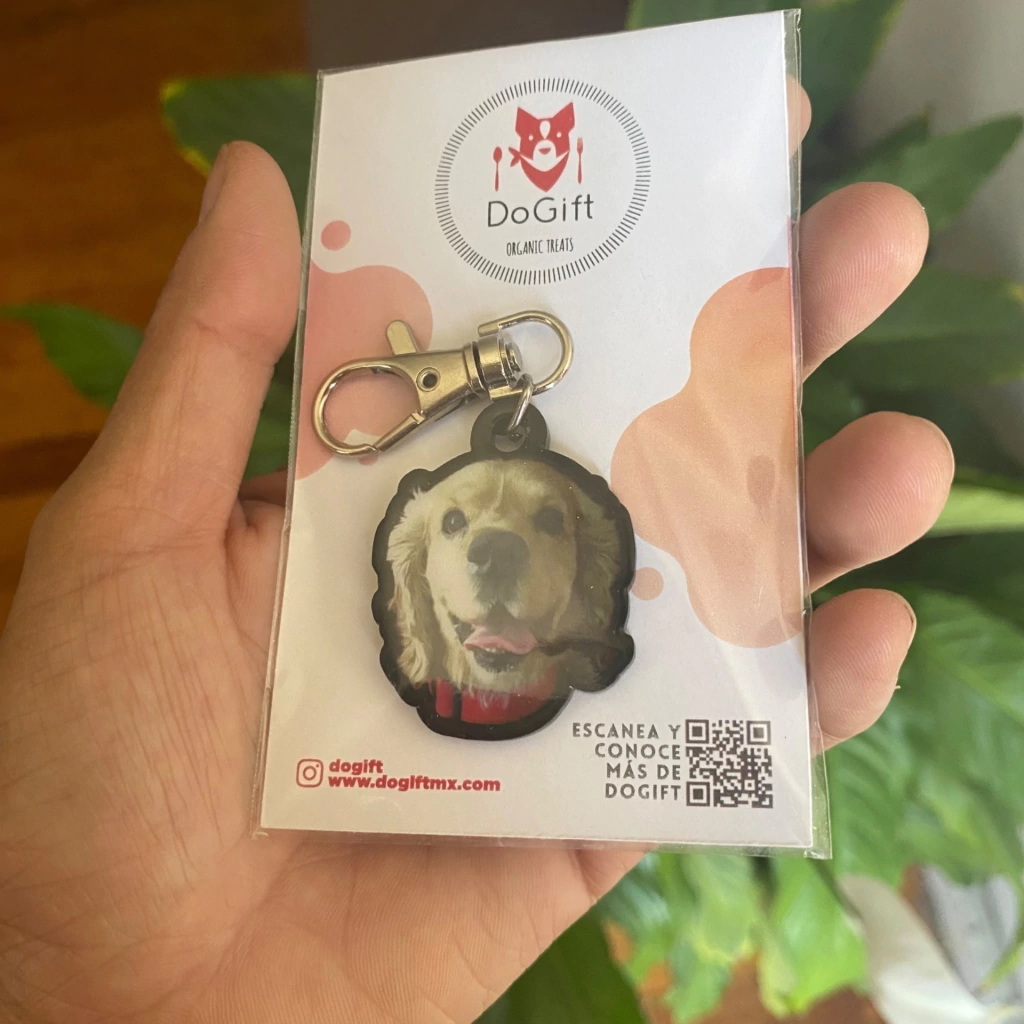 DoGift
ORGANIC TREATS
ESCANEA Y
CONOCE
MÁS DE
DOGIFT
dogift
www.dogiftmx.com